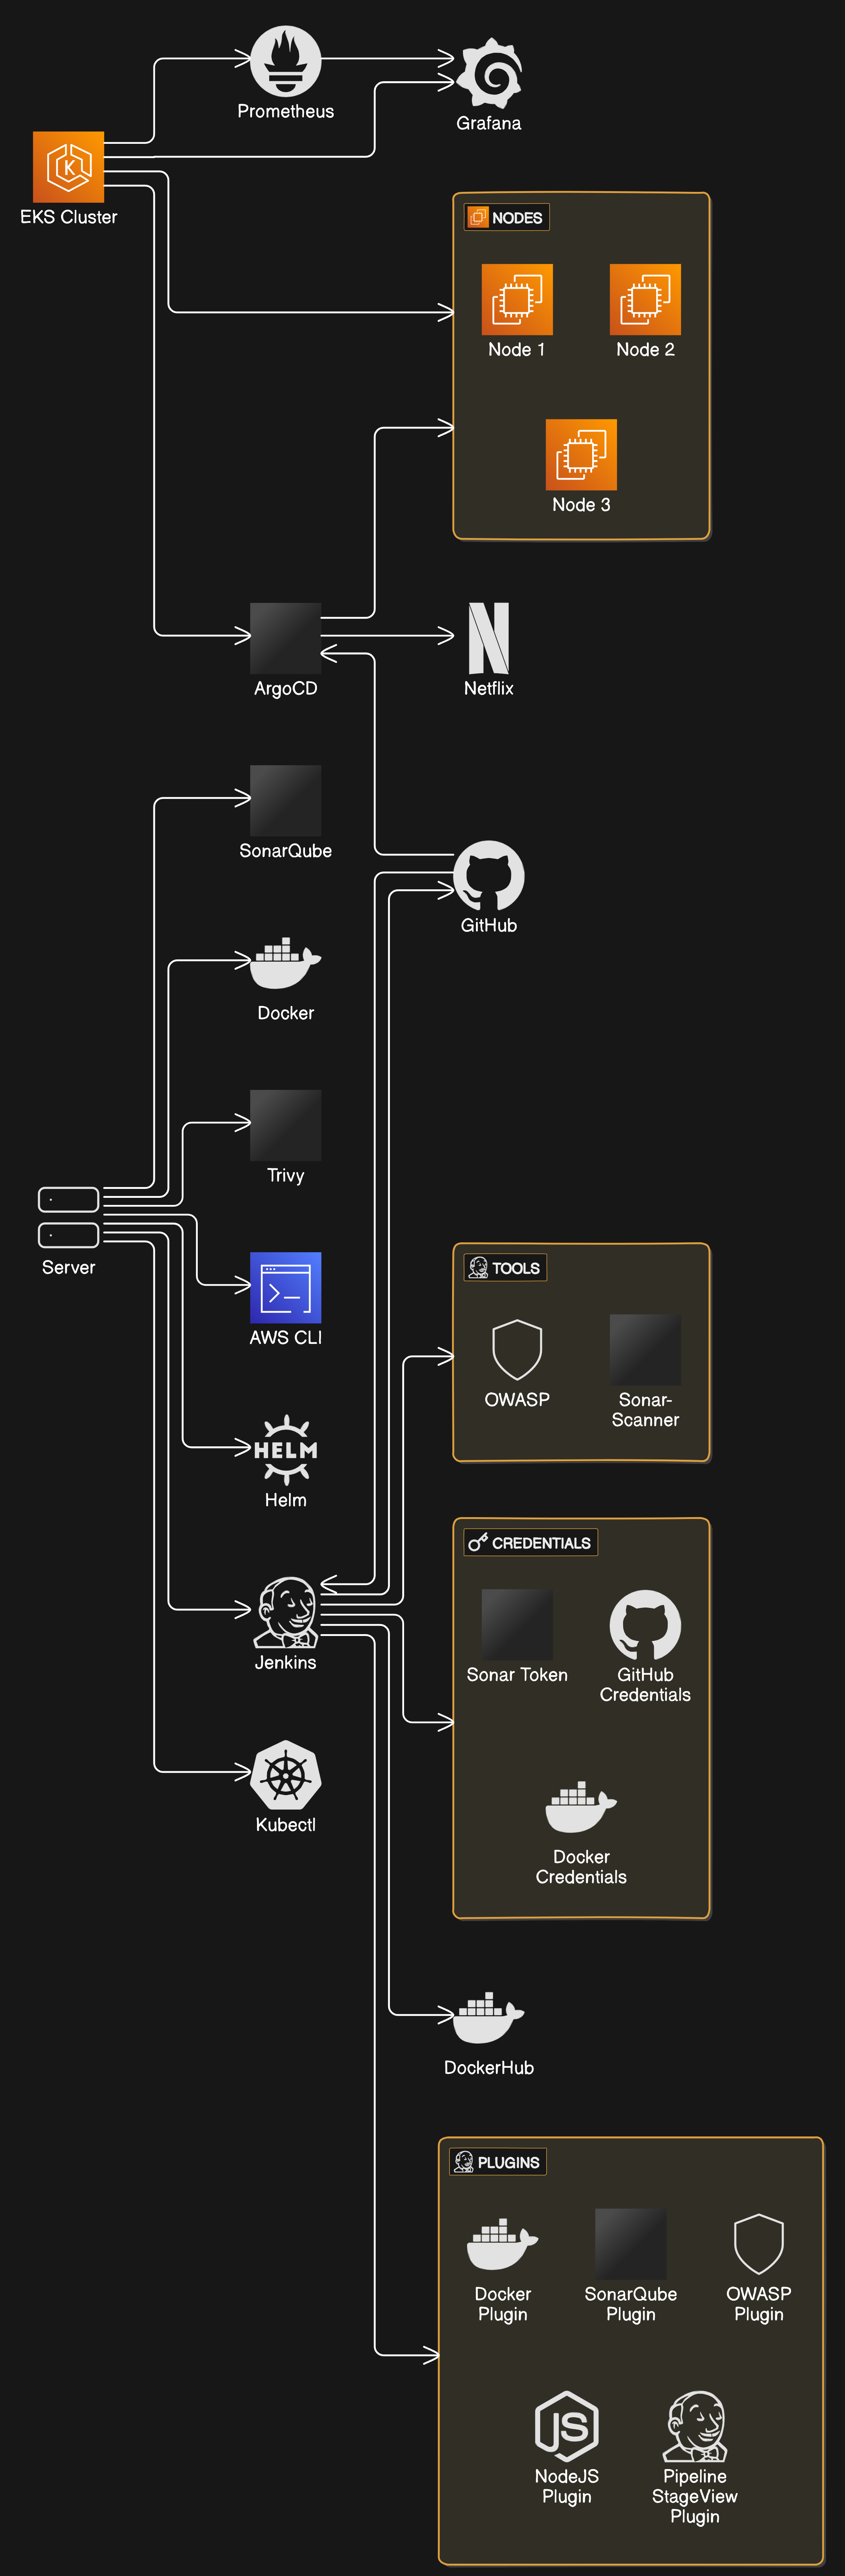 Prometheus
Grafana
EKS Cluster
NODES
Node 1
Node 2
Node 3
ArgoCD
Netflix
SonarQube
GitHub
Docker
Trivy
Server
TOOLS
AWS CLI
OWASP
Sonar-
Scanner
HELM
Helm
CREDENTIALS
Jenkins
Sonar Token
GitHub
Credentials
Kubectl
Docker
Credentials
DockerHub
PLUGINS
Docker
Plugin
SonarQube
Plugin
OWASP
Plugin
JS
NodeJS
Plugin
Pipeline
StageView
Plugin